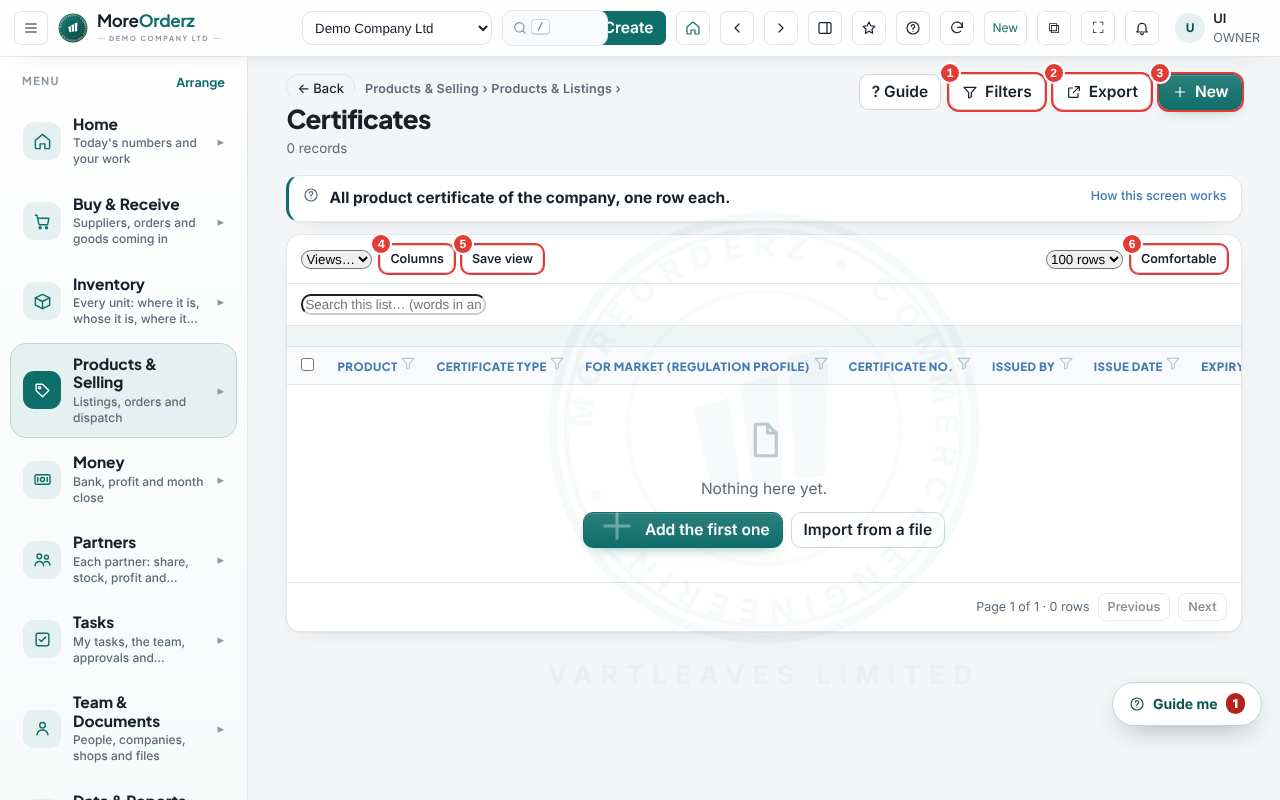 MoreOrderz
— DEMO COMPANY LTD —
Demo Company Ltd
/
Create
New
U
UI
OWNER
MENU
Arrange
Home
Today's numbers and
your work
Buy & Receive
Suppliers, orders and
goods coming in
Inventory
Every unit: where it is,
whose it is, where it…
Products &
Selling
Listings, orders and
dispatch
Money
Bank, profit and month
close
Partners
Each partner: share,
stock, profit and…
Tasks
My tasks, the team,
approvals and…
Team &
Documents
People, companies,
shops and files
Data & Reports
← Back
Products & Selling › Products & Listings ›
? Guide
1
Filters
2
Export
3
+ New
Certificates
0 records
All product certificate of the company, one row each.
How this screen works
Views…
4
Columns
5
Save view
100 rows
6
Comfortable
Search this list… (words in an
PRODUCT
CERTIFICATE TYPE
FOR MARKET (REGULATION PROFILE)
CERTIFICATE NO.
ISSUED BY
ISSUE DATE
EXPIRY
Nothing here yet.
Add the first one
Import from a file
Page 1 of 1 · 0 rows
Previous
Next
MOREORDERZ • COMMERCE ENGINEERIN
VARTLEAVES LIMITED
Guide me
1